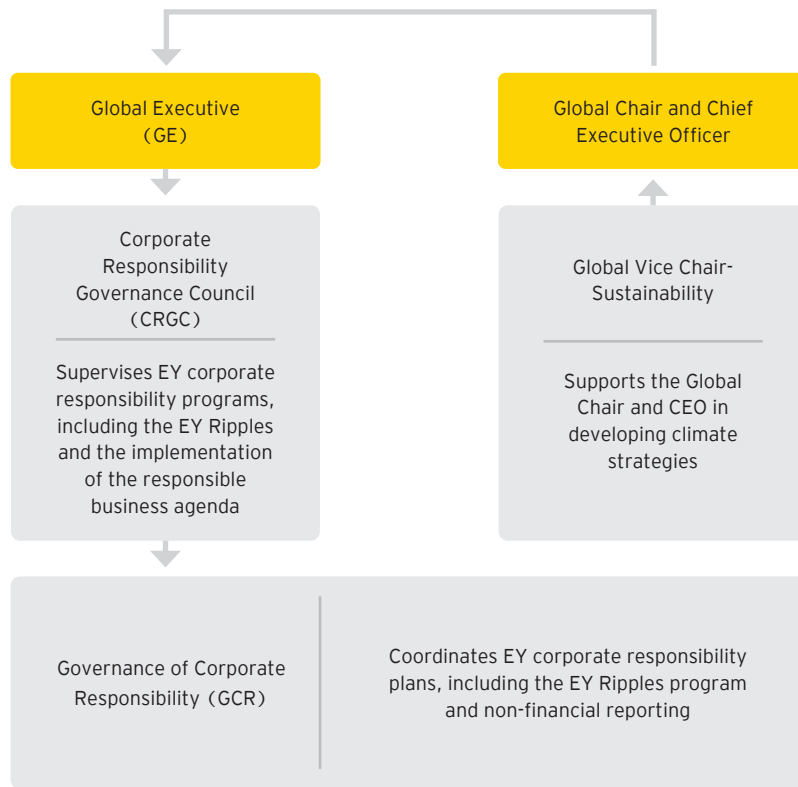 Global Executive
(GE)
Global Chair and Chief
Executive Officer
Corporate
Responsibility
Governance Council
(CRGC)
Supervises EY corporate
responsibility programs,
including the EY Ripples
and the implementation
of the responsible
business agenda
Global Vice Chair-
Sustainability
Supports the Global
Chair and CEO in
developing climate
strategies
Governance of Corporate
Responsibility (GCR)
Coordinates EY corporate responsibility
plans, including the EY Ripples program
and non-financial reporting